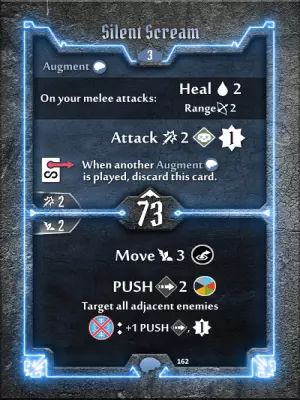 Silent Scream
3
Augment
On your melee attacks:
Heal 2
Range 2
Attack 2 1
S
When another Augment
is played, discard this card.
2
73
2
Move 3
PUSH 2
Target all adjacent enemies
: +1 PUSH , 1
162